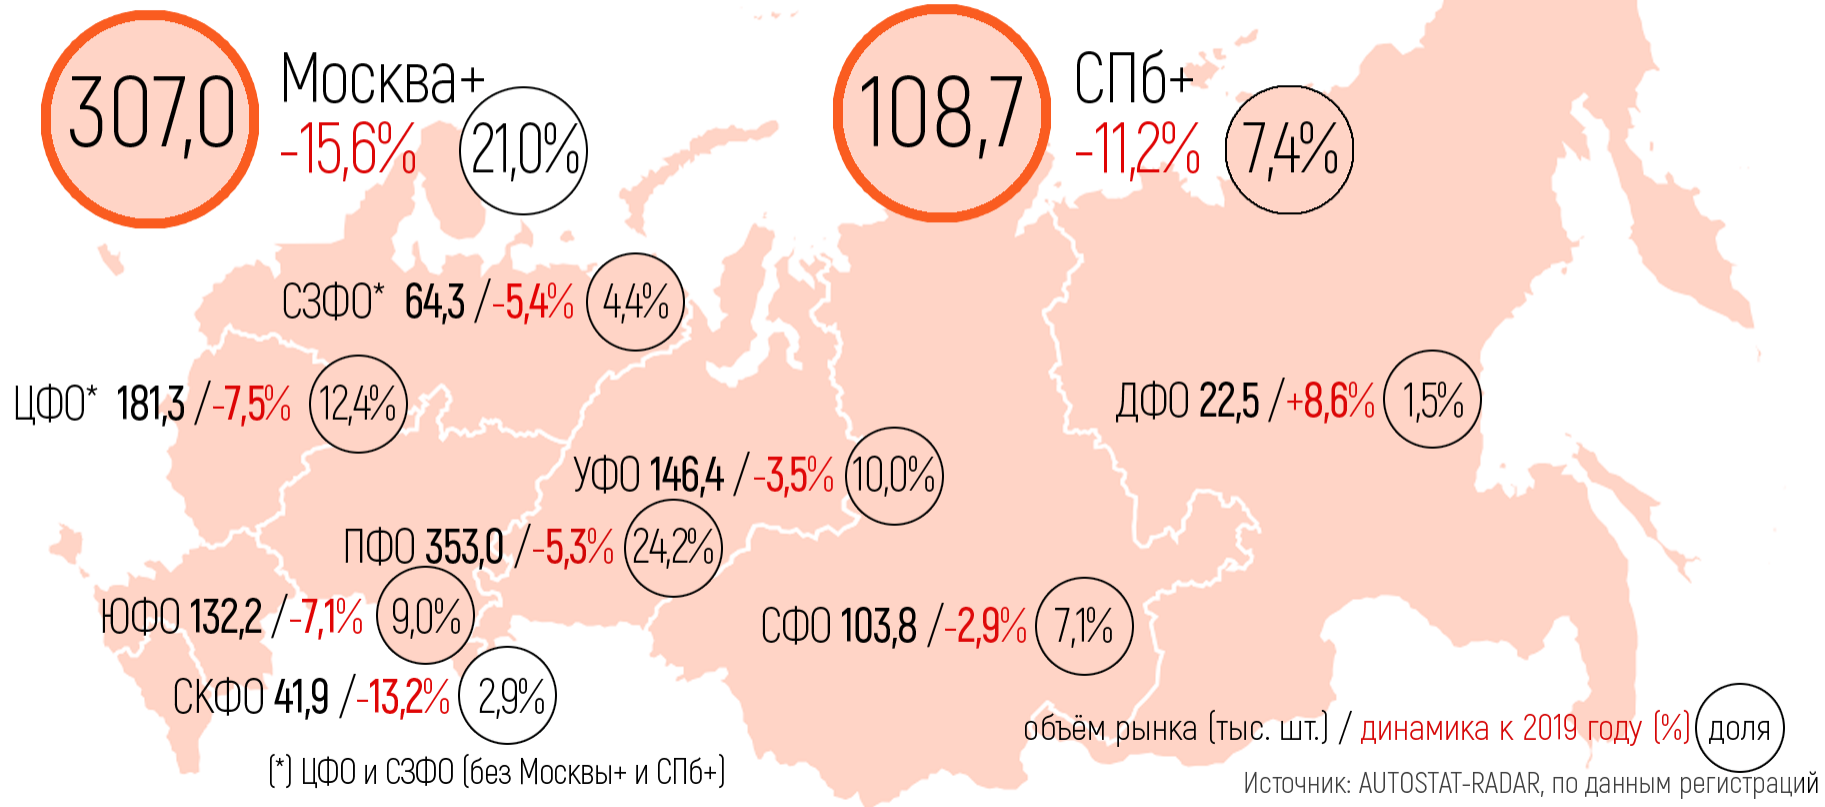 307,0
Москва+
-15,6%
21,0%
108,7
СПб+
-11,2%
7,4%
СЗФО* 64,3 /-5,4% 4,4%
ЦФО* 181,3 /-7,5% 12,4%
ДФО 22,5 /+8,6% 1,5%
УФО 146,4 /-3,5% 10,0%
ПФО 353,0 /-5,3% 24,2%
ЮФО 132,2 /-7,1% 9,0%
СФО 103,8 /-2,9% 7,1%
СКФО 41,9 /-13,2% 2,9%
объём рынка (тыс. шт.) / динамика к 2019 году (%) доля
(*) ЦФО и СЗФО (без Москвы+ и СПб+)
Источник: AUTOSTAT-RADAR, по данным регистраций